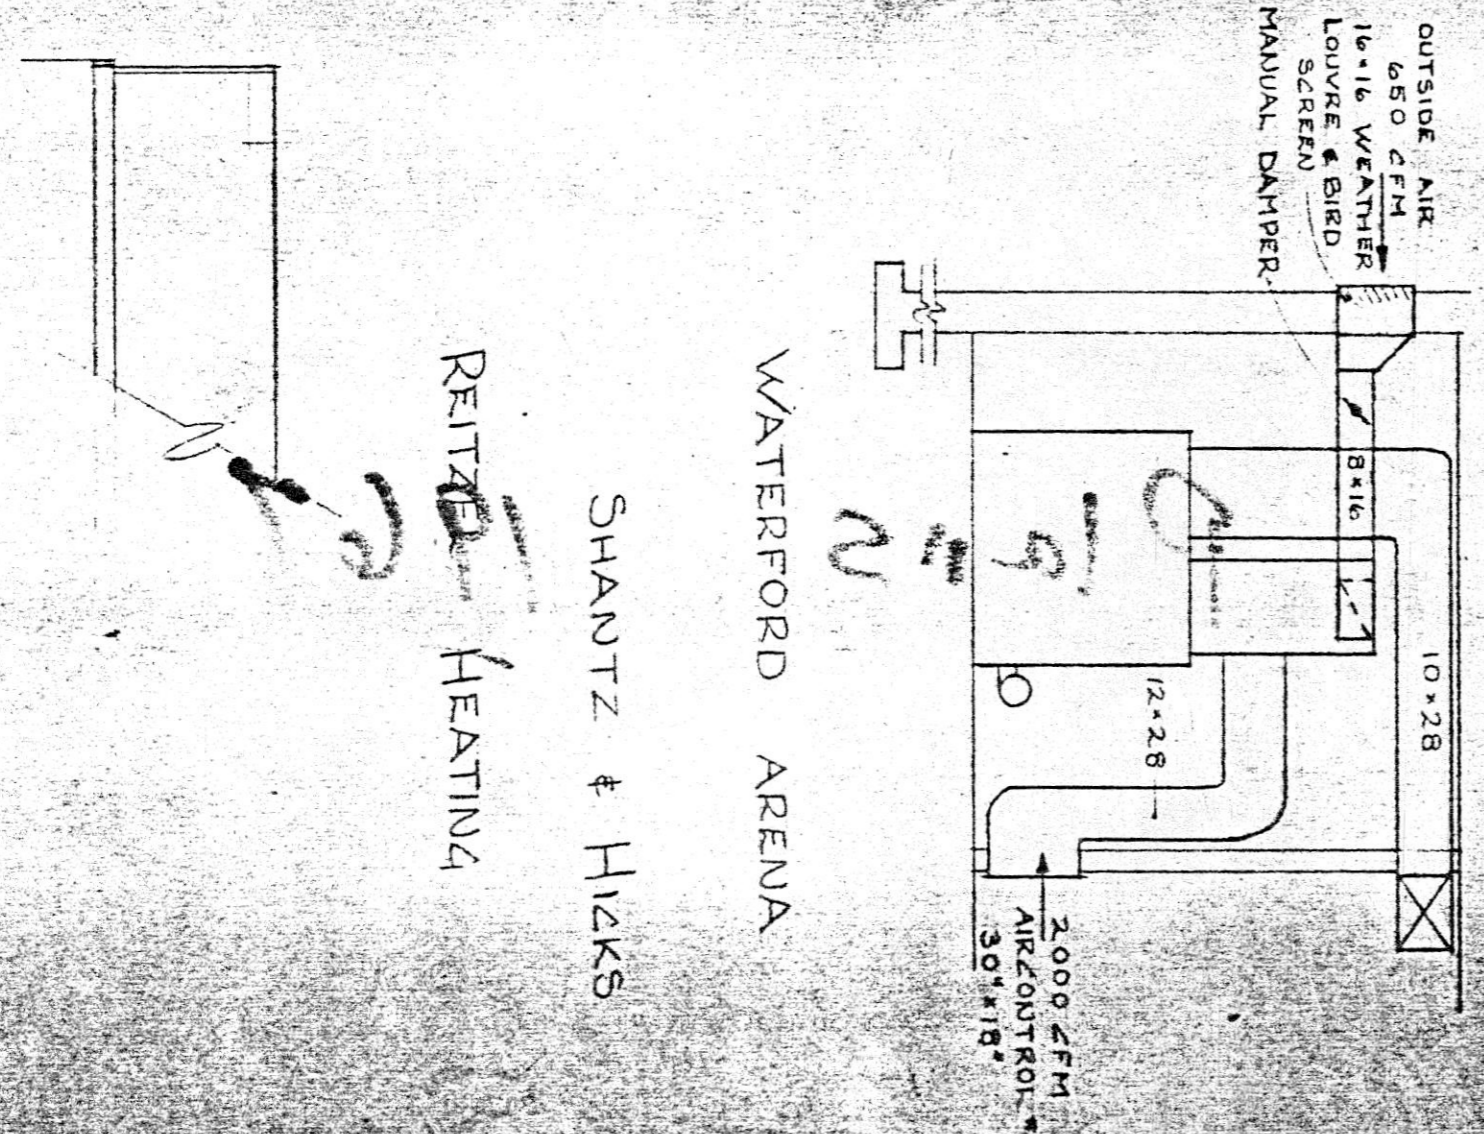 OUTSIDE AIR
650 CFM
16×16 WEATHER
LOUVRE & BIRD
SCREEN
MANUAL DAMPER
8×16
10×28
12×28
2000 CFM
AIRCONTROL
30"×18"
WATERFORD ARENA
SHANTZ & HICKS
REITZEL HEATING